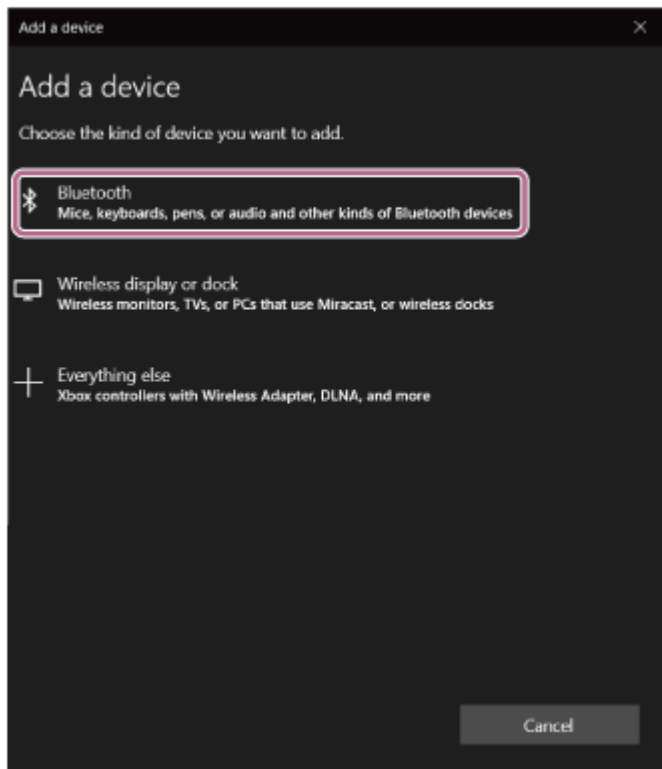 Add a device
Add a device
Choose the kind of device you want to add.
Bluetooth
Mice, keyboards, pens, or audio and other kinds of Bluetooth devices
Wireless display or dock
Wireless monitors, TVs, or PCs that use Miracast, or wireless docks
Everything else
Xbox controllers with Wireless Adapter, DLNA, and more
Cancel